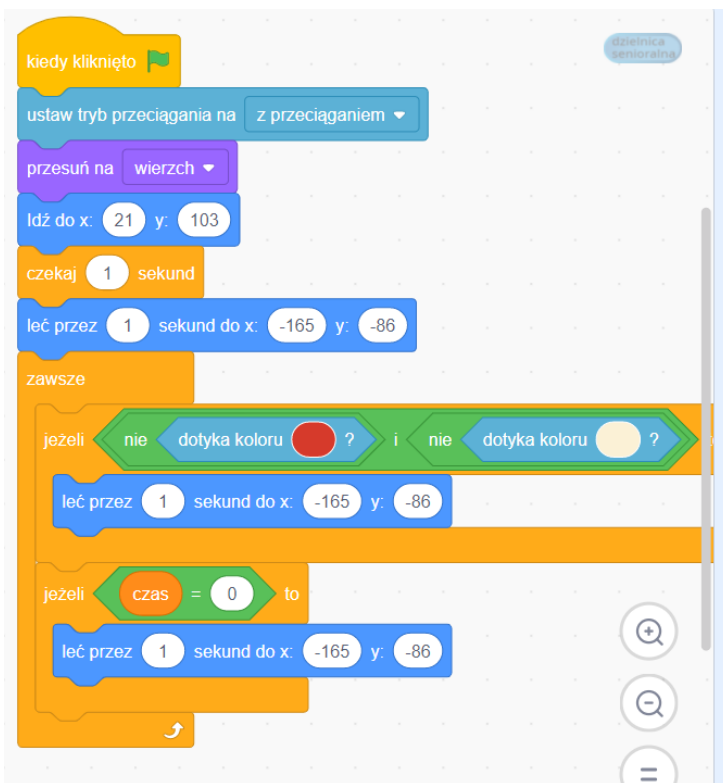 kiedy kliknięto
dzielnica
senioralna
ustaw tryb przeciągania na z przeciąganiem
przesuń na wierzch
Idź do x: 21 y: 103
czekaj 1 sekund
leć przez 1 sekund do x: -165 y: -86
zawsze
jeżeli nie dotyka koloru ? i nie dotyka koloru ?
leć przez 1 sekund do x: -165 y: -86
jeżeli czas = 0 to
leć przez 1 sekund do x: -165 y: -86